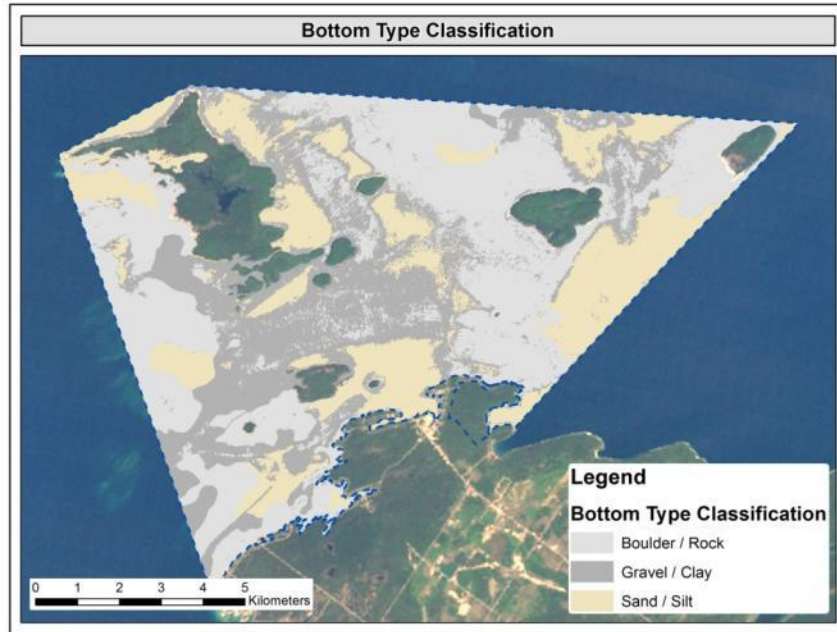 Bottom Type Classification
Legend
Bottom Type Classification
Boulder / Rock
Gravel / Clay
Sand / Silt
0 1 2 3 4 5
Kilometers